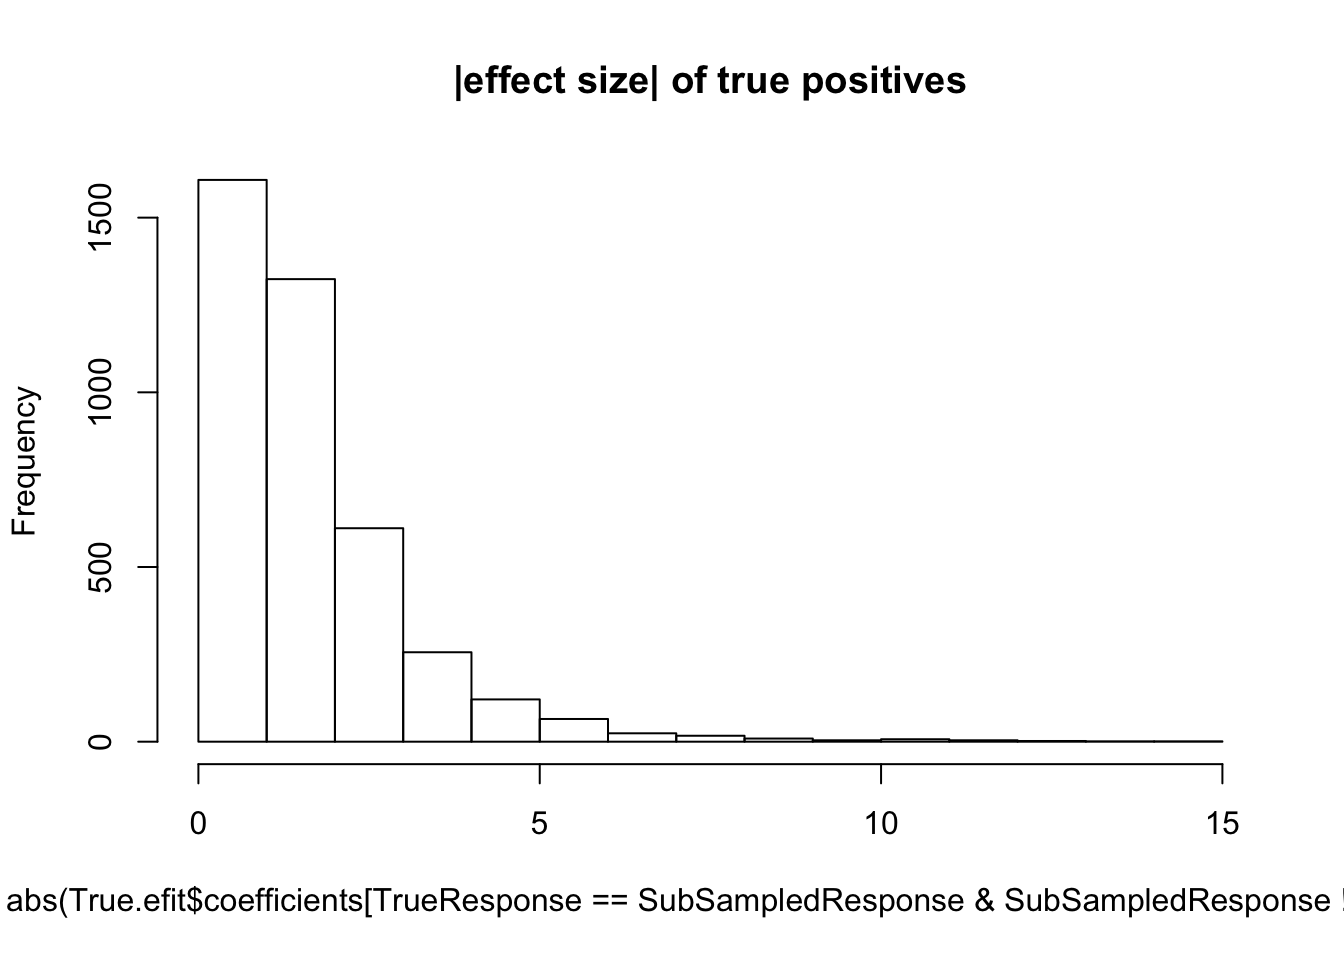 |effect size| of true positives
Frequency
1500
1000
500
0
0 5 10 15
abs(True.efit$coefficients[TrueResponse == SubSampledResponse & SubSampledResponse !